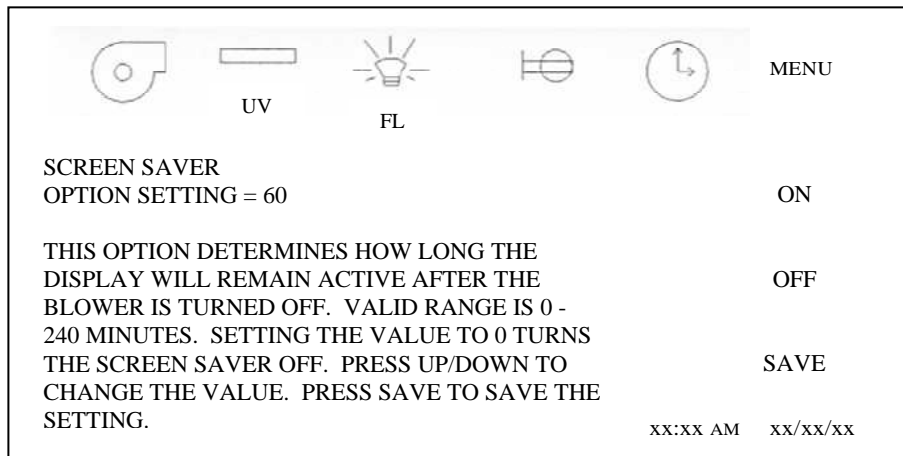 MENU
UV
FL
SCREEN SAVER
OPTION SETTING = 60
ON
THIS OPTION DETERMINES HOW LONG THE
DISPLAY WILL REMAIN ACTIVE AFTER THE
OFF
BLOWER IS TURNED OFF.  VALID RANGE IS 0 -
240 MINUTES.  SETTING THE VALUE TO 0 TURNS
THE SCREEN SAVER OFF.  PRESS UP/DOWN TO
SAVE
CHANGE THE VALUE.  PRESS SAVE TO SAVE THE
SETTING.
xx:xx AM xx/xx/xx